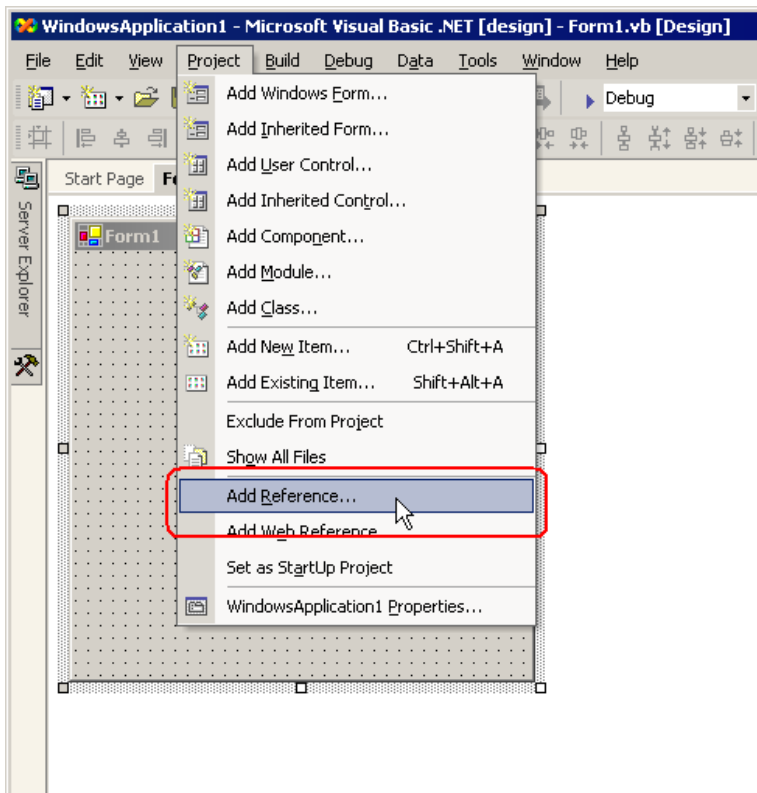 WindowsApplication1 - Microsoft Visual Basic .NET [design] - Form1.vb [Design]
File Edit View Project Build Debug Data Tools Window Help
Debug
Start Page
Server Explorer
Form1
Add Windows Form...
Add Inherited Form...
Add User Control...
Add Inherited Control...
Add Component...
Add Module...
Add Class...
Add New Item... Ctrl+Shift+A
Add Existing Item... Shift+Alt+A
Exclude From Project
Show All Files
Add Reference...
Add Web Reference
Set as StartUp Project
WindowsApplication1 Properties...